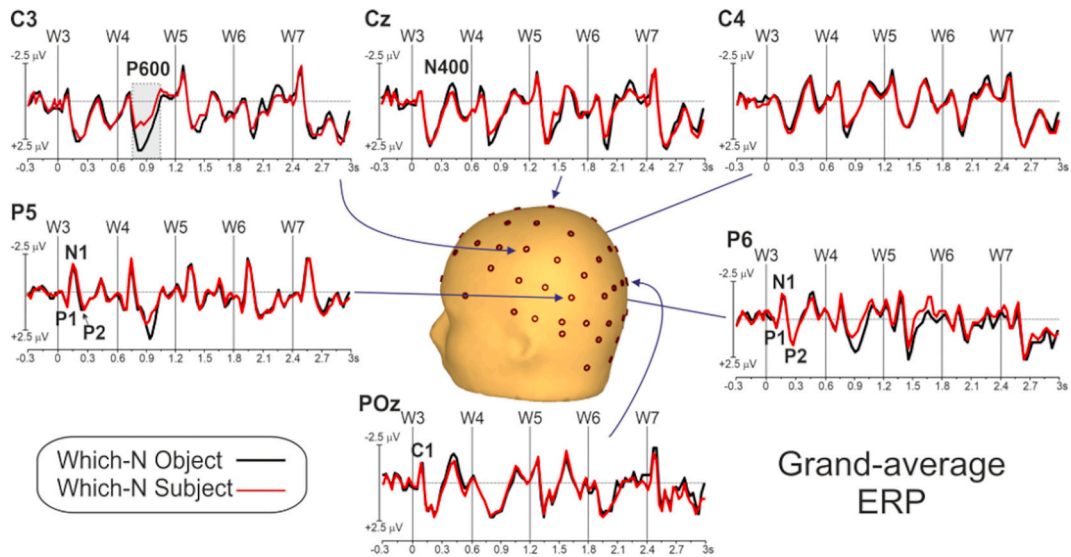 C3
W3 W4 W5 W6 W7
-2.5 µV
P600
+2.5 µV
-0.3 0 0.3 0.6 0.9 1.2 1.5 1.8 2.1 2.7 3s
Cz
W3 W4 W5 W6 W7
-2.5 µV
N400
+2.5 µV
-0.3 0 0.3 0.6 0.9 1.2 1.5 1.8 2.1 2.7 3s
C4
W3 W4 W5 W6 W7
-2.5 µV
+2.5 µV
-0.3 0 0.3 0.6 0.9 1.2 1.5 1.8 2.1 2.4 2.7 3s
P5
W3 W4 W5 W6 W7
-2.5 µV
N1
P1 P2
+2.5 µV
-0.3 0 0.3 0.6 0.9 1.2 1.5 1.8 2.1 2.4 2.7 3s
P6
W3 W4 W5 W6 W7
-2.5 µV
N1
P1
P2
+2.5 µV
-0.3 0 0.3 0.6 0.9 1.2 1.5 1.8 2.1 2.4 2.7 3s
POz
W3 W4 W5 W6 W7
-2.5 µV
C1
+2.5 µV
-0.3 0 0.3 0.6 0.9 1.2 1.5 1.8 2.1 2.4 2.7 3s
Which-N Object
Which-N Subject
Grand-average
ERP